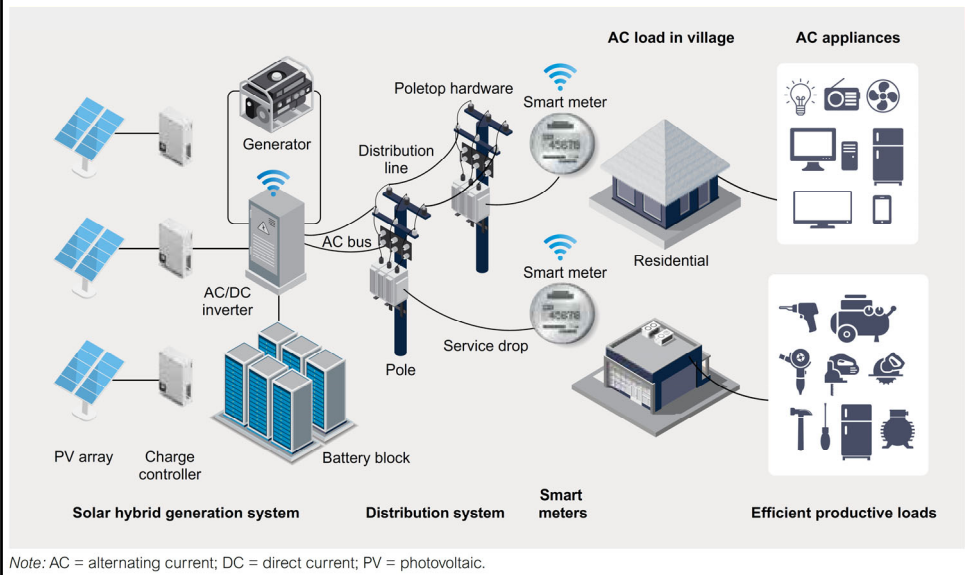 AC load in village
AC appliances
Poletop hardware
Smart meter
45678
Generator
Distribution
line
AC bus
Residential
Smart meter
45678
AC/DC
inverter
Service drop
Pole
PV array
Charge
controller
Battery block
Solar hybrid generation system
Distribution system
Smart
meters
Efficient productive loads
Note: AC = alternating current; DC = direct current; PV = photovoltaic.